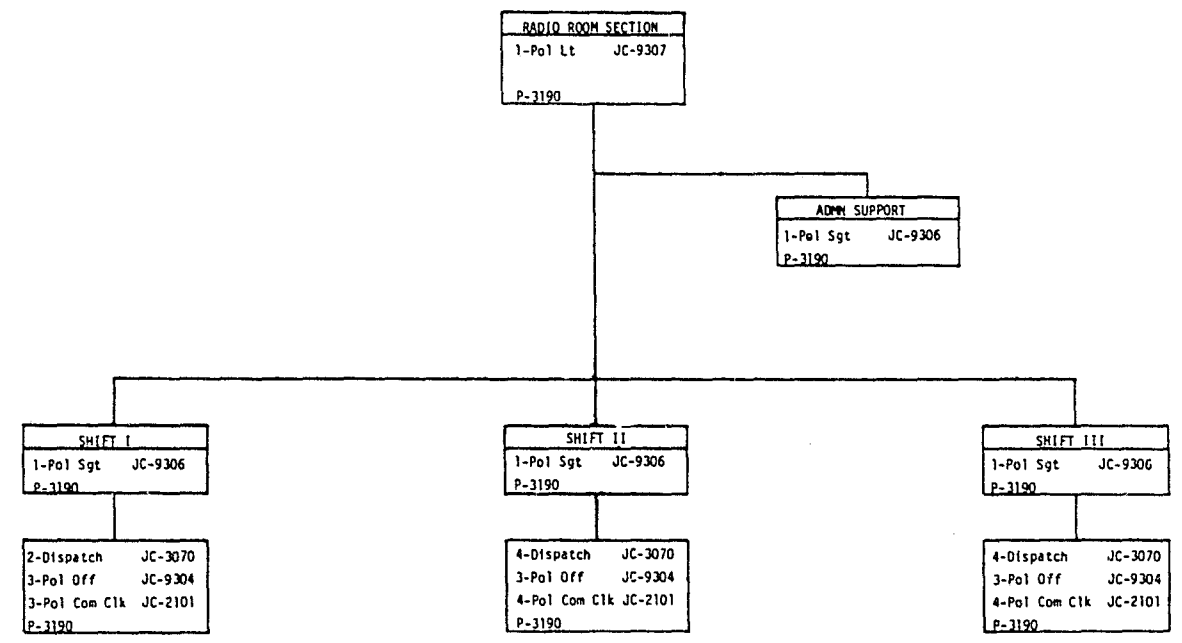 RADIO ROOM SECTION
1-Pol Lt JC-9307
P-3190
ADMN SUPPORT
1-Pol Sgt JC-9306
P-3190
SHIFT I
1-Pol Sgt JC-9306
P-3190
2-Dispatch JC-3070
3-Pol Off JC-9304
3-Pol Com Clk JC-2101
P-3190
SHIFT II
1-Pol Sgt JC-9306
P-3190
4-Dispatch JC-3070
3-Pol Off JC-9304
4-Pol Com Clk JC-2101
P-3190
SHIFT III
1-Pol Sgt JC-9306
P-3190
4-Dispatch JC-3070
3-Pol Off JC-9304
4-Pol Com Clk JC-2101
P-3190